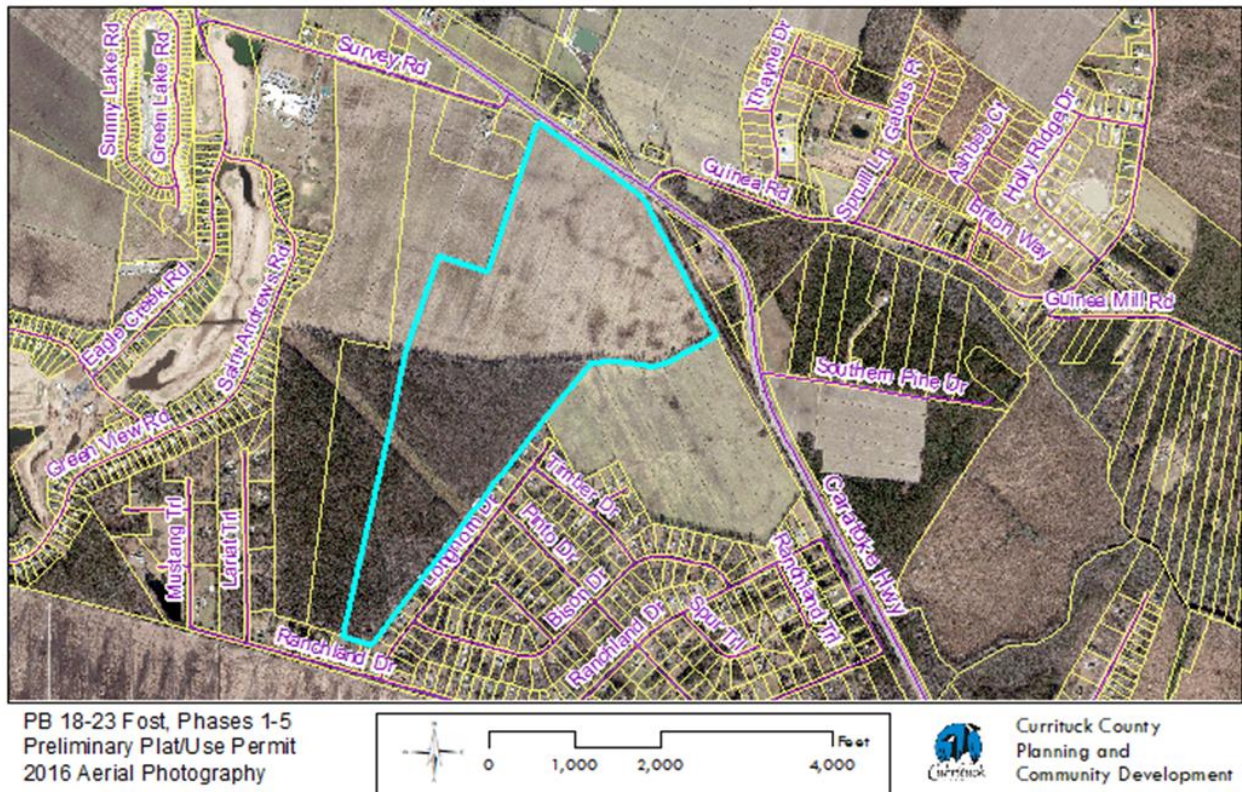 Sunny Lake Rd
Green Lake Rd
Survey Rd
Thayne Dr
Gables Pl
Ashbee Ct
Holly Ridge Dr
Guinea Rd
Spruill Ln
Briton Way
Guinea Mill Rd
Eagle Creek Rd
Saint Andrews Rd
Green View Rd
Southern Pine Dr
Caratoke Hwy
Mustang Trl
Lariat Trl
Longhorn Dr
Timber Dr
Pinto Dr
Bison Dr
Ranchland Dr
Ranchland Dr
Spur Trl
Ranchland Trl
PB 18-23 Fost, Phases 1-5
Preliminary Plat/Use Permit
2016 Aerial Photography
Feet
0 1,000 2,000 4,000
Currituck
Currituck County
Planning and
Community Development